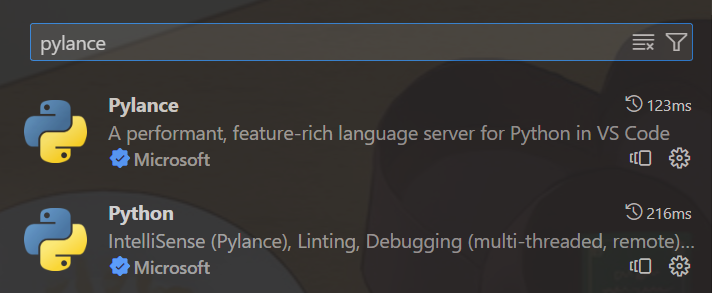 pylance
Pylance 123ms
A performant, feature-rich language server for Python in VS Code
Microsoft
Python 216ms
IntelliSense (Pylance), Linting, Debugging (multi-threaded, remote)...
Microsoft